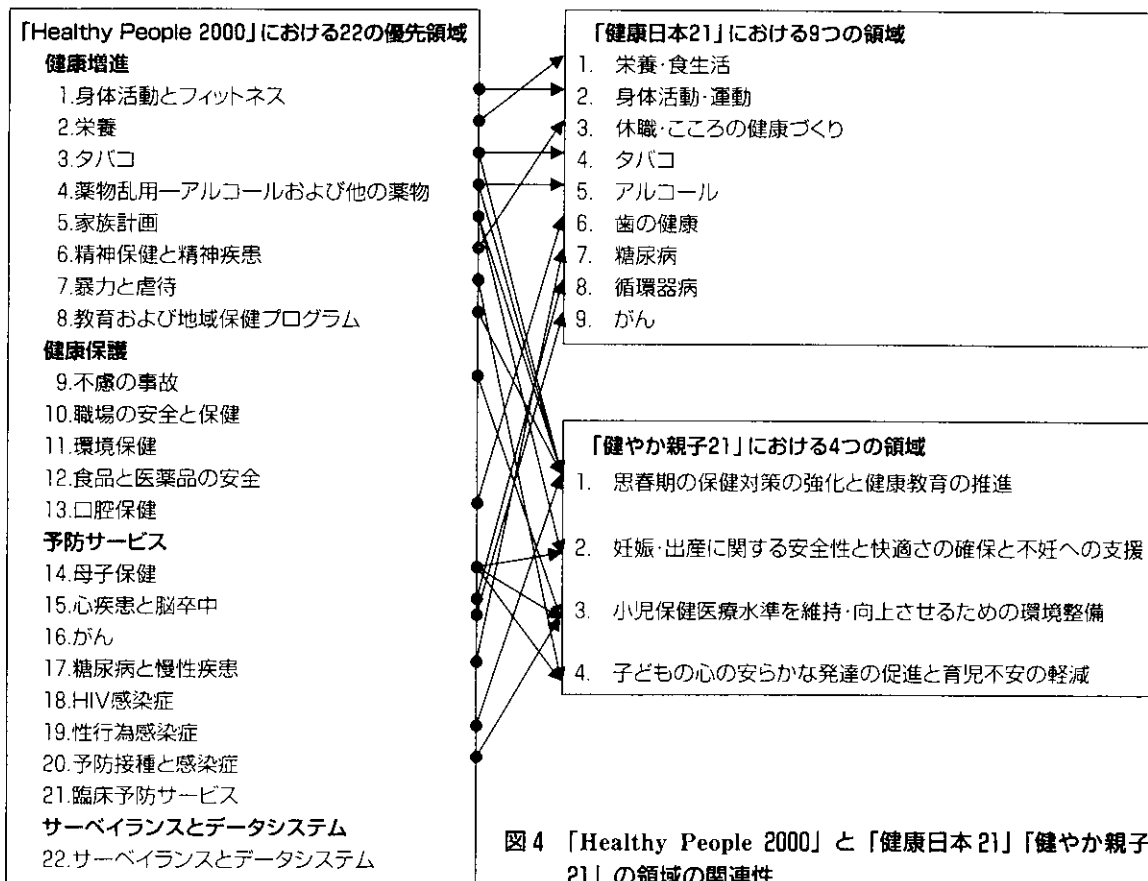 「Healthy People 2000」における22の優先領域
健康増進
1.身体活動とフィットネス
2.栄養
3.タバコ
4.薬物乱用—アルコールおよび他の薬物
5.家族計画
6.精神保健と精神疾患
7.暴力と虐待
8.教育および地域保健プログラム
健康保護
9.不慮の事故
10.職場の安全と保健
11.環境保健
12.食品と医薬品の安全
13.口腔保健
予防サービス
14.母子保健
15.心疾患と脳卒中
16.がん
17.糖尿病と慢性疾患
18.HIV感染症
19.性行為感染症
20.予防接種と感染症
21.臨床予防サービス
サーベイランスとデータシステム
22.サーベイランスとデータシステム
「健康日本21」における9つの領域
1. 栄養・食生活
2. 身体活動・運動
3. 休職・こころの健康づくり
4. タバコ
5. アルコール
6. 歯の健康
7. 糖尿病
8. 循環器病
9. がん
「健やか親子21」における4つの領域
1. 思春期の保健対策の強化と健康教育の推進
2. 妊娠・出産に関する安全性と快適さの確保と不妊への支援
3. 小児保健医療水準を維持・向上させるための環境整備
4. 子どもの心の安らかな発達の促進と育児不安の軽減
図4 「Healthy People 2000」と「健康日本21」「健やか親子
21」の領域の関連性